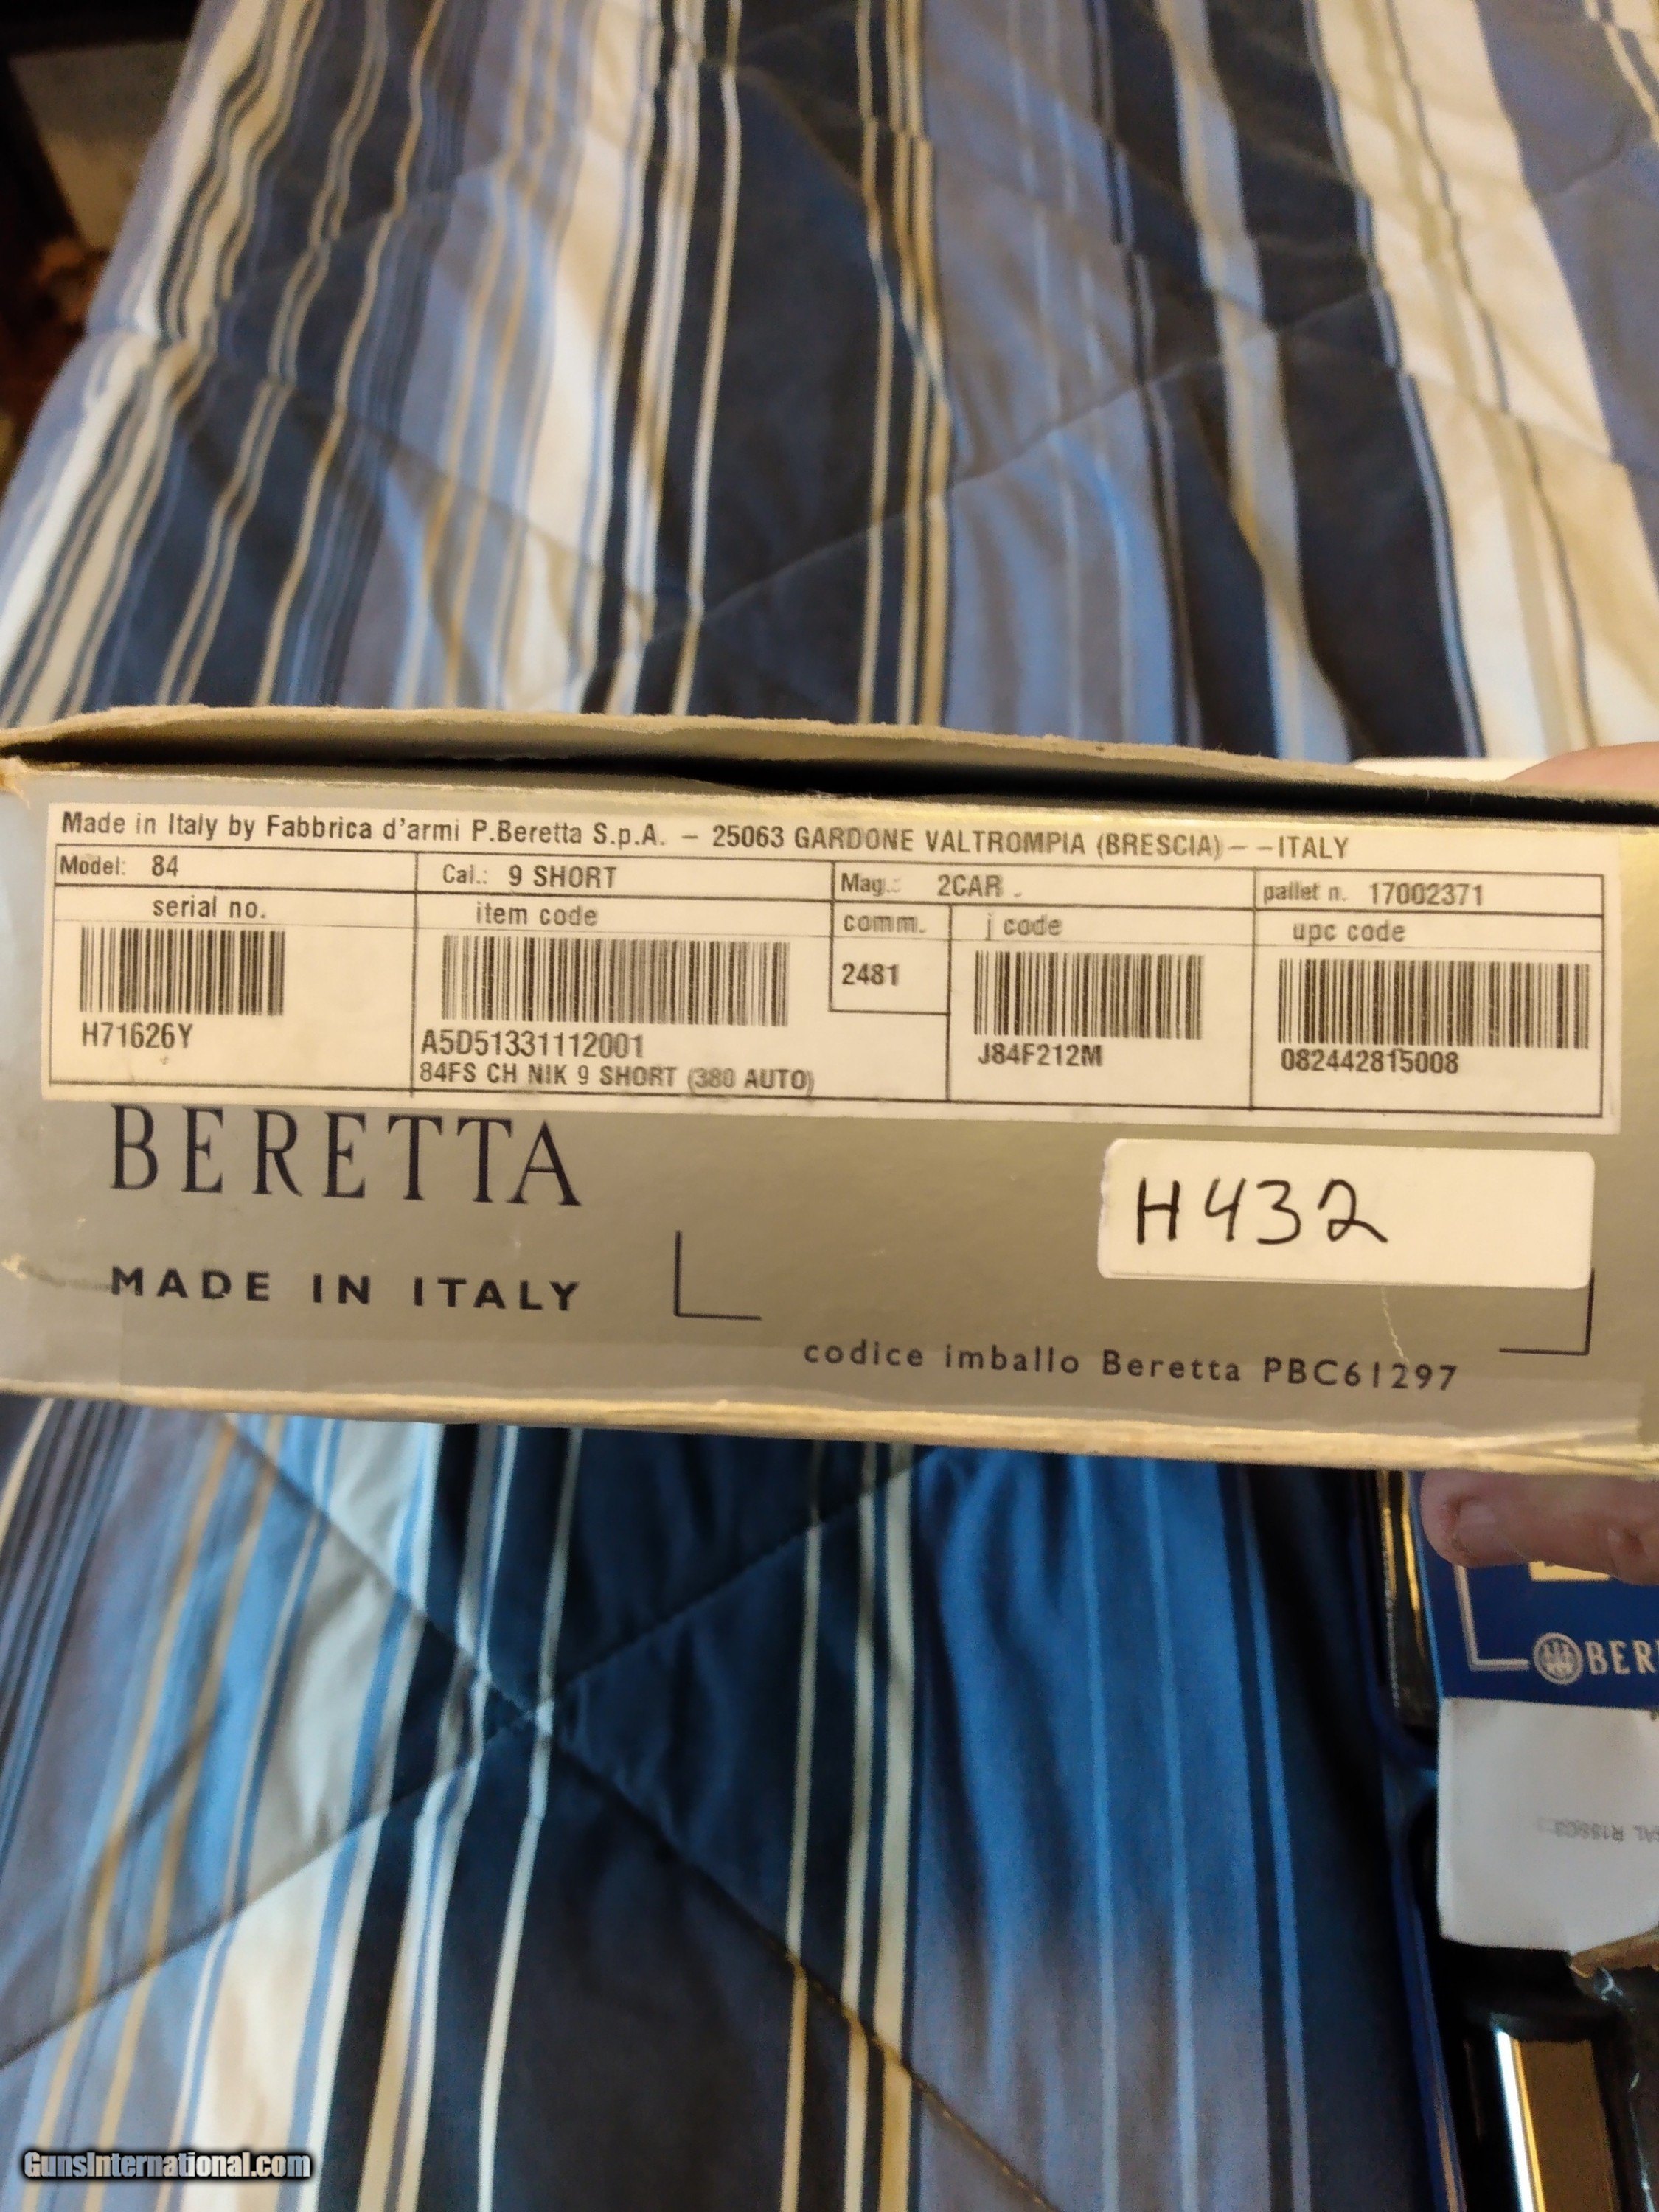 Made in Italy by Fabbrica d'armi P.Beretta S.p.A. – 25063 GARDONE VALTROMPIA (BRESCIA)– –ITALY
Model: 84 Cal.: 9 SHORT Mag.: 2CAR . pallet n. 17002371
serial no. item code comm. j code upc code
2481
H71626Y A5D51331112001 J84F212M 082442815008
84FS CH NIK 9 SHORT (380 AUTO)
BERETTA
H432
MADE IN ITALY
codice imballo Beretta PBC61297
BER
GunsInternational.com